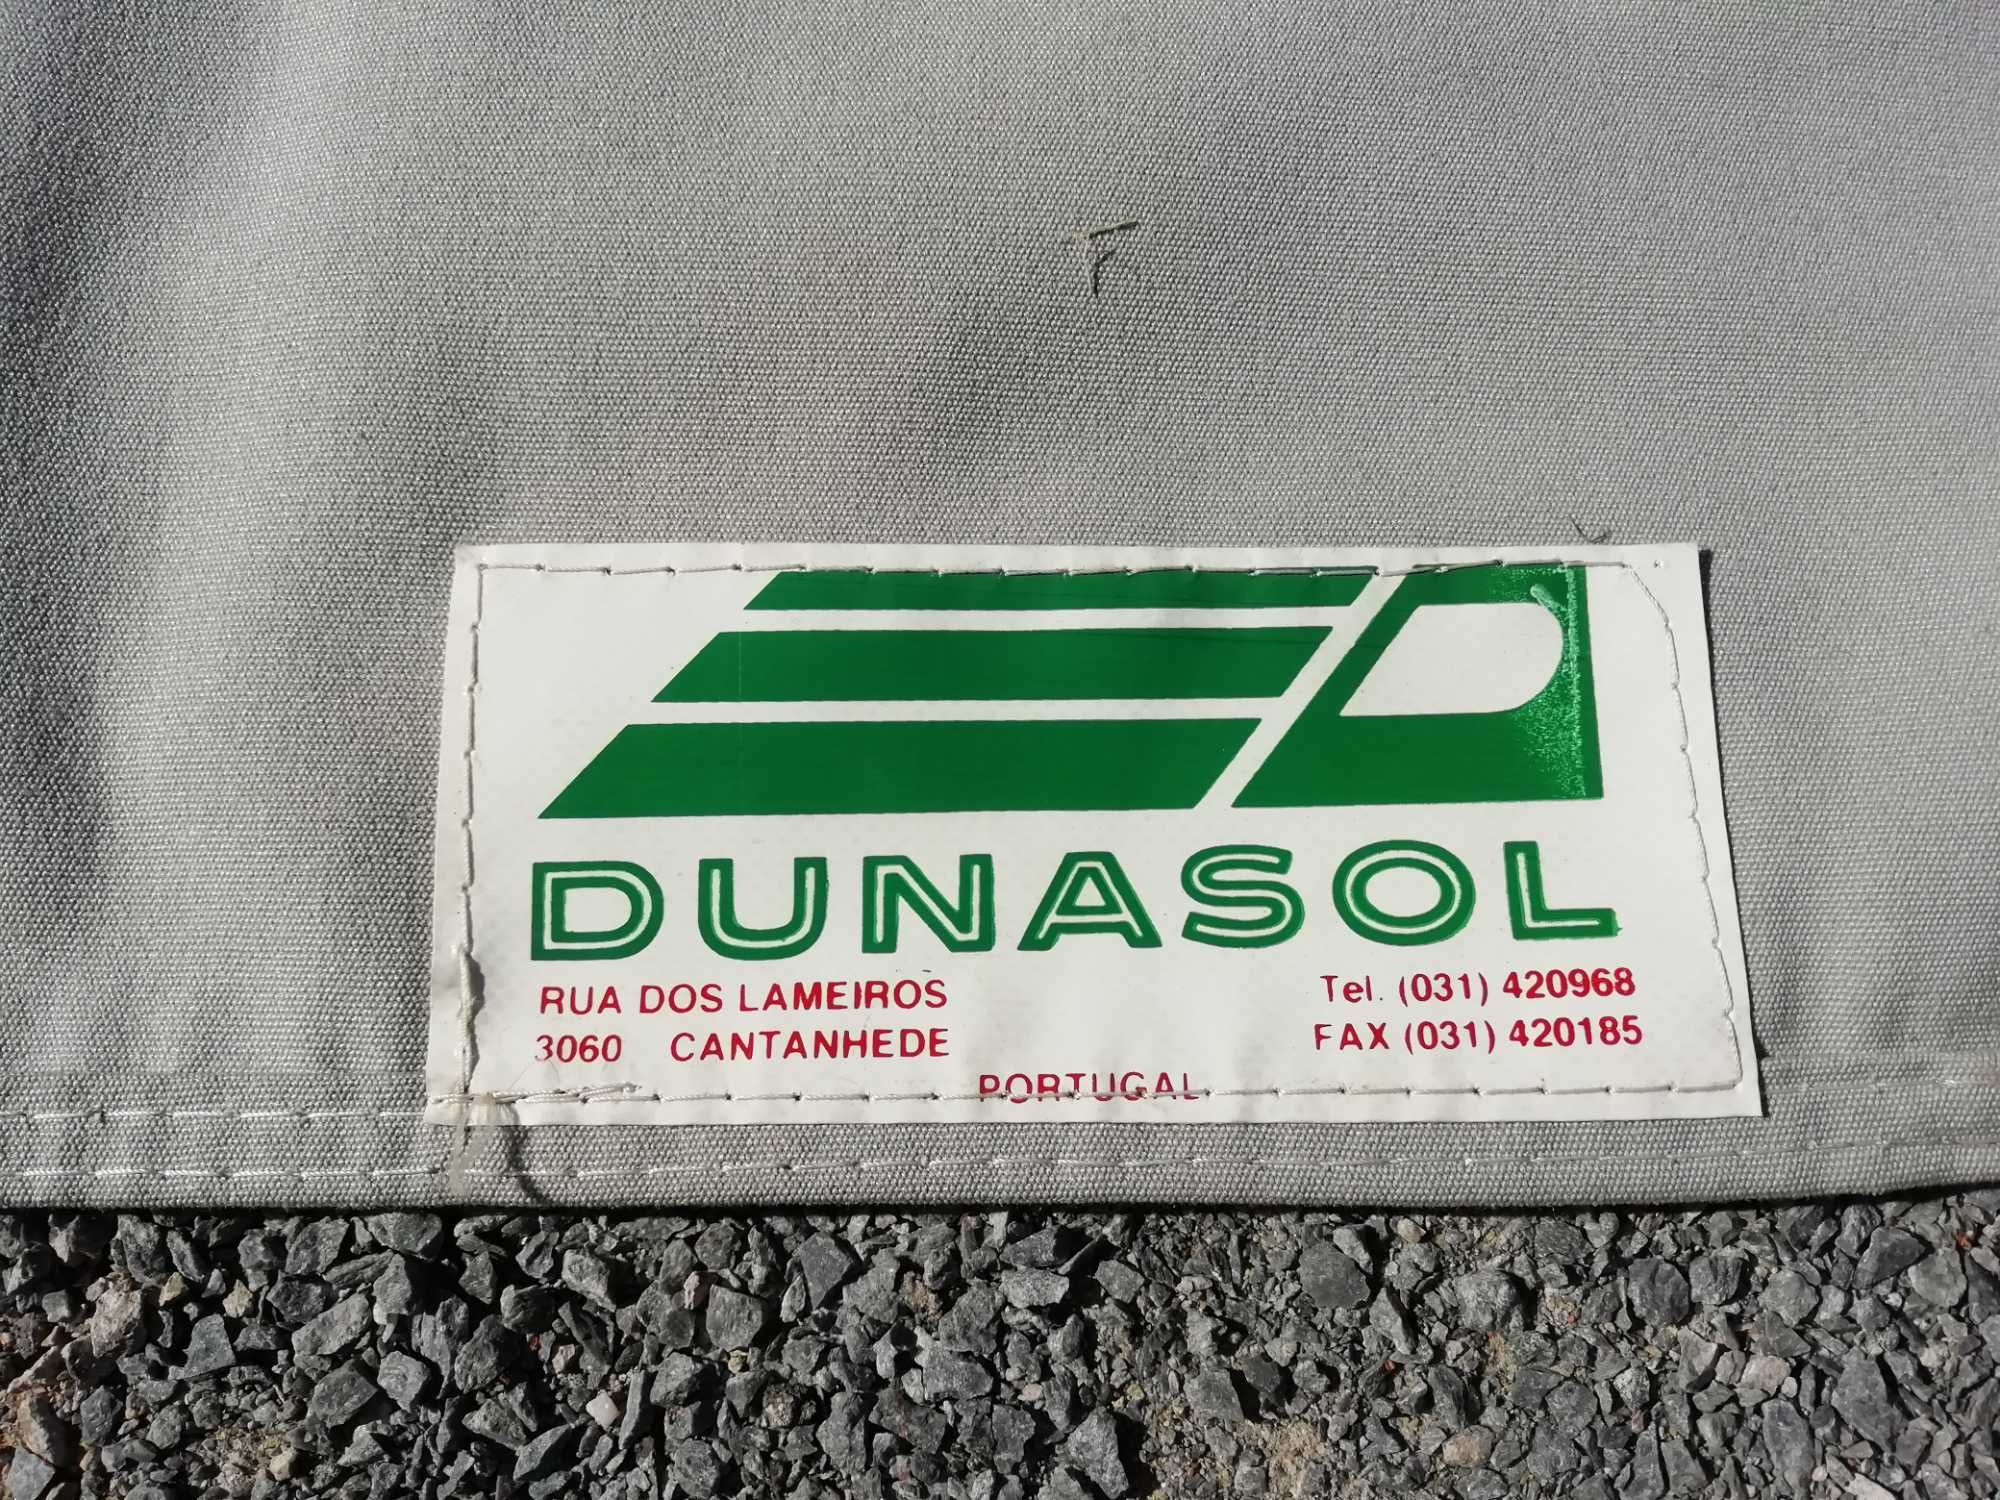 DUNASOL
RUA DOS LAMEIROS
3060 CANTANHEDE
Tel. (031) 420968
FAX (031) 420185
PORTUGAL